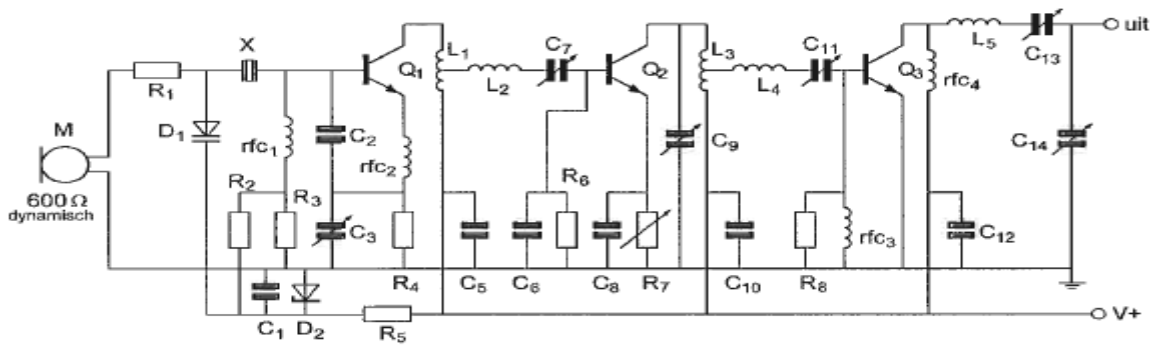 L₁ L₃ L₅ C₁₃ uit
X C₇ C₁₁
Q₁ Q₂ Q₃ rfc₄
R₁ L₂ L₄
M D₁ C₂ C₉ C₁₄
rfc₁ rfc₂
600 Ω R₂ R₃ R₆
dynamisch
C₃ rfc₃ C₁₂
R₄ C₅ C₆ C₈ R₇ C₁₀ R₈
C₁ D₂ R₅ V+